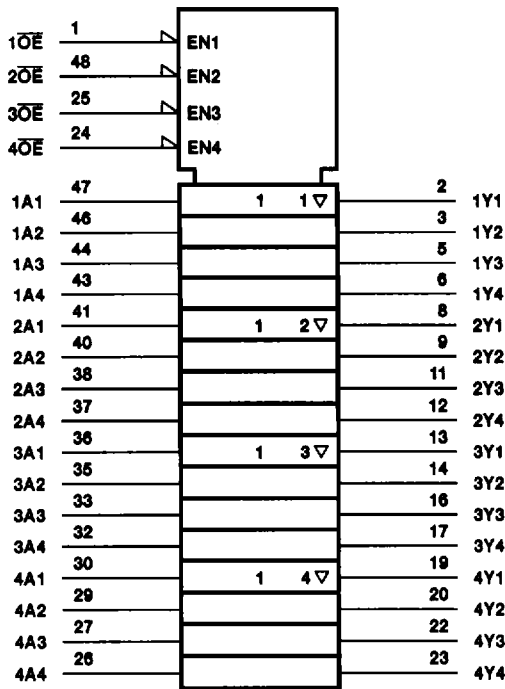 1OE 1 EN1
2OE 48 EN2
3OE 25 EN3
4OE 24 EN4
1A1 47 1 1 ▽ 2 1Y1
1A2 46 3 1Y2
1A3 44 5 1Y3
1A4 43 6 1Y4
2A1 41 1 2 ▽ 8 2Y1
2A2 40 9 2Y2
2A3 38 11 2Y3
2A4 37 12 2Y4
3A1 36 1 3 ▽ 13 3Y1
3A2 35 14 3Y2
3A3 33 16 3Y3
3A4 32 17 3Y4
4A1 30 1 4 ▽ 19 4Y1
4A2 29 20 4Y2
4A3 27 22 4Y3
4A4 26 23 4Y4